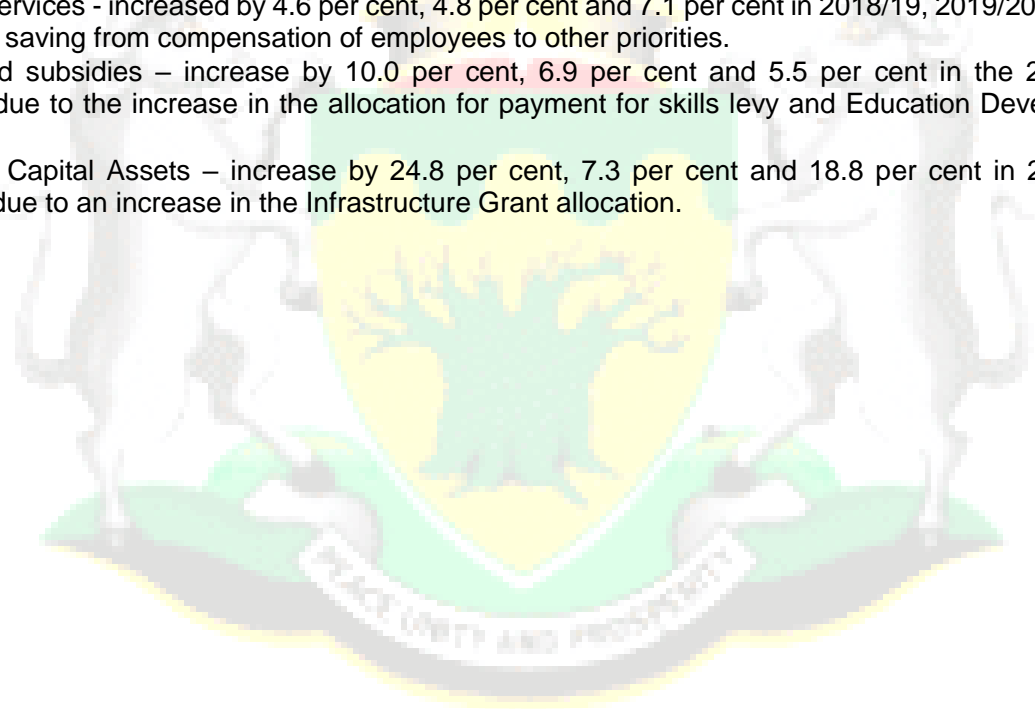 ervices - increased by 4.6 per cent, 4.8 per cent and 7.1 per cent in 2018/19, 2019/20
saving from compensation of employees to other priorities.
d subsidies – increase by 10.0 per cent, 6.9 per cent and 5.5 per cent in the 2
due to the increase in the allocation for payment for skills levy and Education Deve
Capital Assets – increase by 24.8 per cent, 7.3 per cent and 18.8 per cent in 2
due to an increase in the Infrastructure Grant allocation.
PEACE UNITY AND PROSPERITY